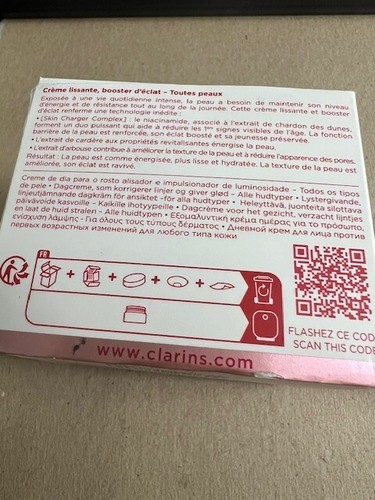 Crème lissante, booster d'éclat – Toutes peaux
Exposée à une vie quotidienne intense, la peau a besoin de maintenir son niveau
d'énergie et de résistance tout au long de la journée. Cette crème lissante et booster
d'éclat renferme une technologie inédite :
• [Skin Charger Complex] : le niacinamide, associé à l'extrait de chardon des dunes,
forment un duo puissant qui aide à réduire les 1ers signes visibles de l'âge. La fonction
barrière de la peau est renforcée, son éclat boosté et sa jeunesse préservée.
• L'extrait de cardère aux propriétés revitalisantes énergise la peau.
• L'extrait d'arbouse contribue à améliorer la texture de la peau et à réduire l'apparence des pores.
Résultat : La peau est comme énergisée, plus lisse et hydratée. La texture de la peau est
améliorée, son éclat est ravivé.
Creme de dia para o rosto alisador e impulsionador de luminosidade – Todos os tipos
de pele • Dagcreme, som korrigerer linjer og giver glød – Alle hudtyper • Lystergivande,
linjeutjämnande dagkräm för ansiktet – för alla hudtyper • Heleyttävä, juonteita tasoittava
päivävoide kasvoille – Kaikille ihotyypeille • Dagcrème voor het gezicht, verzacht lijntjes
en laat de huid stralen – Alle huidtypen • Εξομαλυντική κρέμα ημέρας για το πρόσωπο,
ενίσχυση λάμψης - Για όλους τους τύπους δέρματος • Дневной крем для лица против
первых возрастных изменений для любого типа кожи
FR
FLASHEZ CE COD
SCAN THIS CODE
www.clarins.com